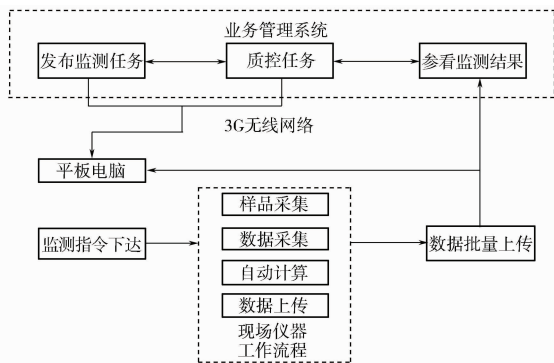 业务管理系统
发布监测任务
质控任务
参看监测结果
3G无线网络
平板电脑
样品采集
监测指令下达
数据采集
数据批量上传
自动计算
数据上传
现场仪器
工作流程